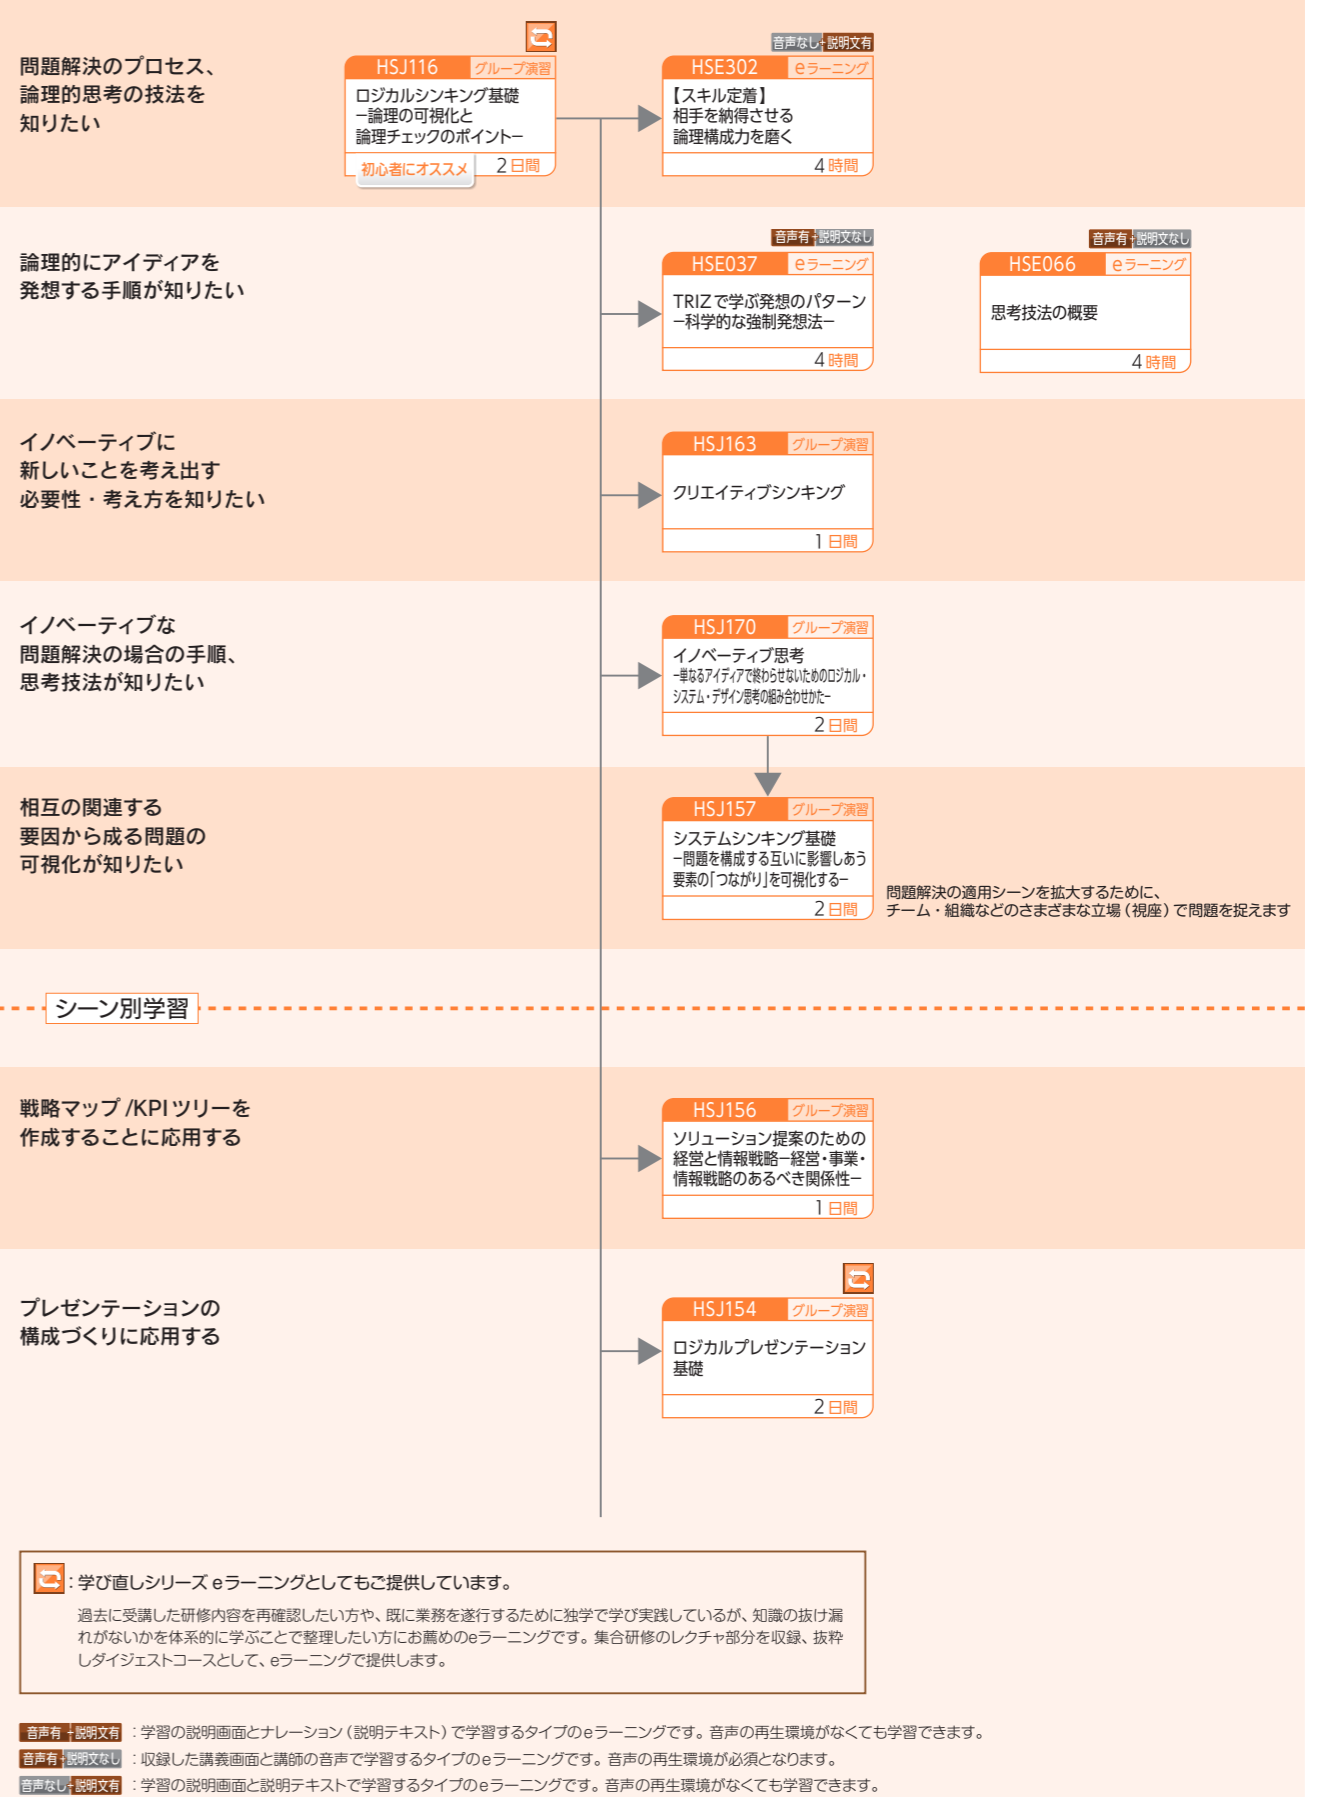 問題解決のプロセス、
論理的思考の技法を
知りたい
HSJ116 グループ演習
ロジカルシンキング基礎
−論理の可視化と
論理チェックのポイント−
初心者にオススメ 2日間
音声なし+説明文有
HSE302 eラーニング
【スキル定着】
相手を納得させる
論理構成力を磨く
4時間
論理的にアイディアを
発想する手順が知りたい
音声有+説明文なし
HSE037 eラーニング
TRIZで学ぶ発想のパターン
−科学的な強制発想法−
4時間
音声有+説明文なし
HSE066 eラーニング
思考技法の概要
4時間
イノベーティブに
新しいことを考え出す
必要性・考え方を知りたい
HSJ163 グループ演習
クリエイティブシンキング
1日間
イノベーティブな
問題解決の場合の手順、
思考技法が知りたい
HSJ170 グループ演習
イノベーティブ思考
−単なるアイディアで終わらせないためのロジカル・
システム・デザイン思考の組み合わせかた−
2日間
相互の関連する
要因から成る問題の
可視化が知りたい
HSJ157 グループ演習
システムシンキング基礎
−問題を構成する互いに影響しあう
要素の「つながり」を可視化する−
2日間
問題解決の適用シーンを拡大するために、
チーム・組織などのさまざまな立場（視座）で問題を捉えます
シーン別学習
戦略マップ/KPIツリーを
作成することに応用する
HSJ156 グループ演習
ソリューション提案のための
経営と情報戦略−経営・事業・
情報戦略のあるべき関係性−
1日間
プレゼンテーションの
構成づくりに応用する
HSJ154 グループ演習
ロジカルプレゼンテーション
基礎
2日間
：学び直しシリーズeラーニングとしてもご提供しています。
過去に受講した研修内容を再確認したい方や、既に業務を遂行するために独学で学び実践しているが、知識の抜け漏
れがないかを体系的に学ぶことで整理したい方にお薦めのeラーニングです。集合研修のレクチャ部分を収録、抜粋
しダイジェストコースとして、eラーニングで提供します。
音声有+説明文有：学習の説明画面とナレーション（説明テキスト）で学習するタイプのeラーニングです。音声の再生環境がなくても学習できます。
音声有+説明文なし：収録した講義画面と講師の音声で学習するタイプのeラーニングです。音声の再生環境が必須となります。
音声なし+説明文有：学習の説明画面と説明テキストで学習するタイプのeラーニングです。音声の再生環境がなくても学習できます。